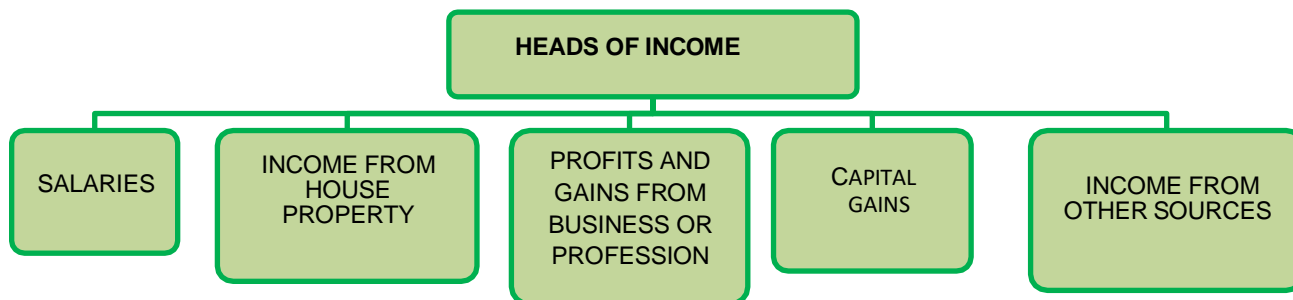 HEADS OF INCOME
SALARIES
INCOME FROM
HOUSE
PROPERTY
PROFITS AND
GAINS FROM
BUSINESS OR
PROFESSION
CAPITAL
GAINS
INCOME FROM
OTHER SOURCES